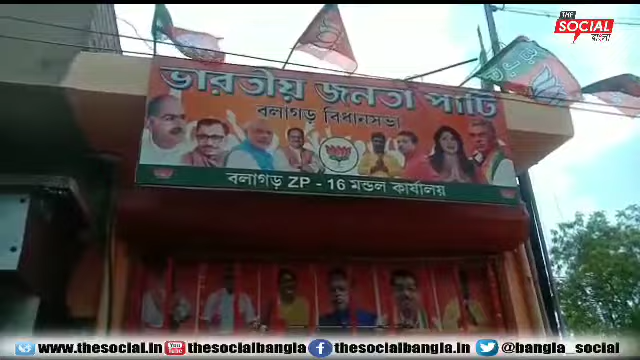 THE
SOCIAL
বাংলা
ভারতীয় জনতা পার্টি
বলাগড় বিধানসভা
বলাগড় ZP - 16 মন্ডল কার্যালয়
www.thesocial.in @thesocialbangla @thesocialbangla.in @bangla_thesocial